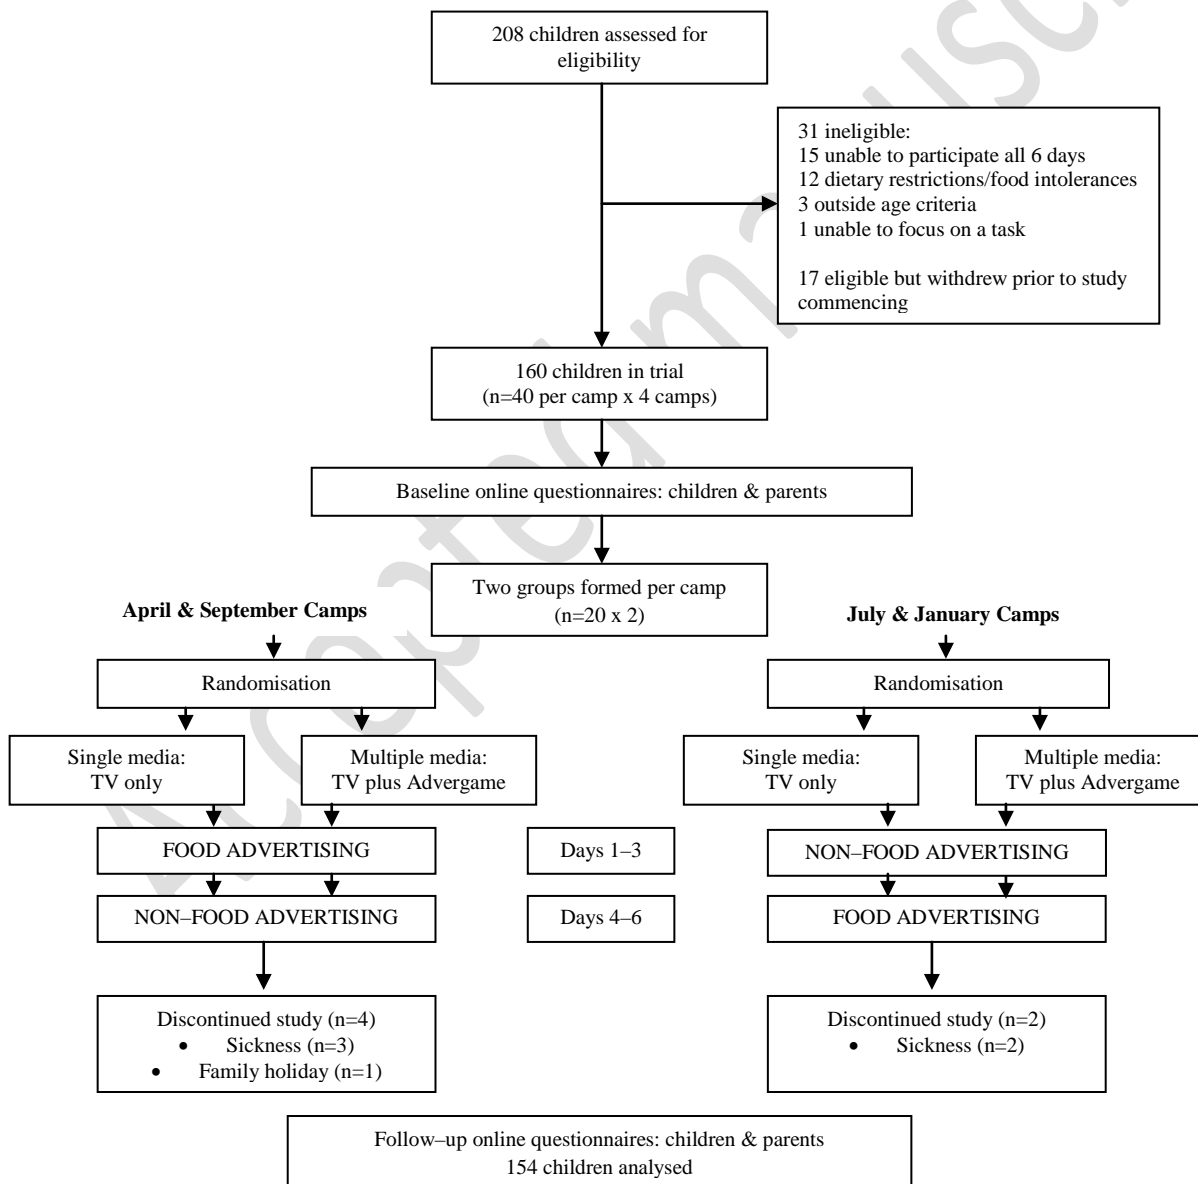 208 children assessed for
eligibility
31 ineligible:
15 unable to participate all 6 days
12 dietary restrictions/food intolerances
3 outside age criteria
1 unable to focus on a task
17 eligible but withdrew prior to study
commencing
160 children in trial
(n=40 per camp x 4 camps)
Baseline online questionnaires: children & parents
Two groups formed per camp
(n=20 x 2)
April & September Camps
July & January Camps
Randomisation
Randomisation
Single media:
TV only
Multiple media:
TV plus Advergame
Single media:
TV only
Multiple media:
TV plus Advergame
FOOD ADVERTISING
Days 1–3
NON–FOOD ADVERTISING
NON–FOOD ADVERTISING
Days 4–6
FOOD ADVERTISING
Discontinued study (n=4)
• Sickness (n=3)
• Family holiday (n=1)
Discontinued study (n=2)
• Sickness (n=2)
Follow–up online questionnaires: children & parents
154 children analysed
Accepted manusc